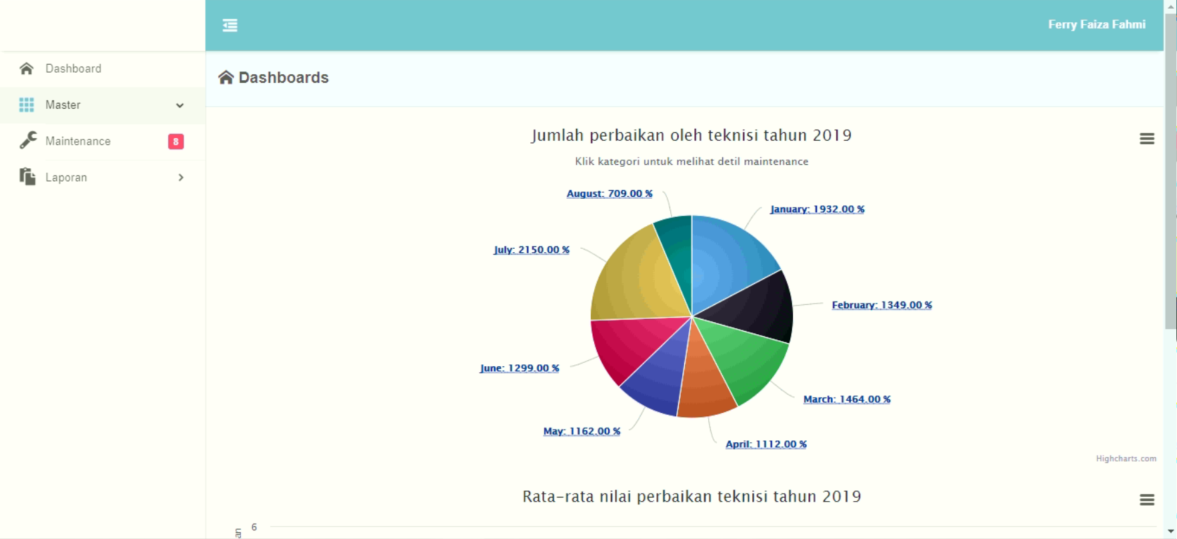 Ferry Faiza Fahmi
Dashboard
Master
Maintenance 8
Laporan
Dashboards
Jumlah perbaikan oleh teknisi tahun 2019
Klik kategori untuk melihat detil maintenance
August: 709.00 %
January: 1932.00 %
July: 2150.00 %
February: 1349.00 %
June: 1299.00 %
March: 1464.00 %
May: 1162.00 %
April: 1112.00 %
Highcharts.com
Rata-rata nilai perbaikan teknisi tahun 2019
6